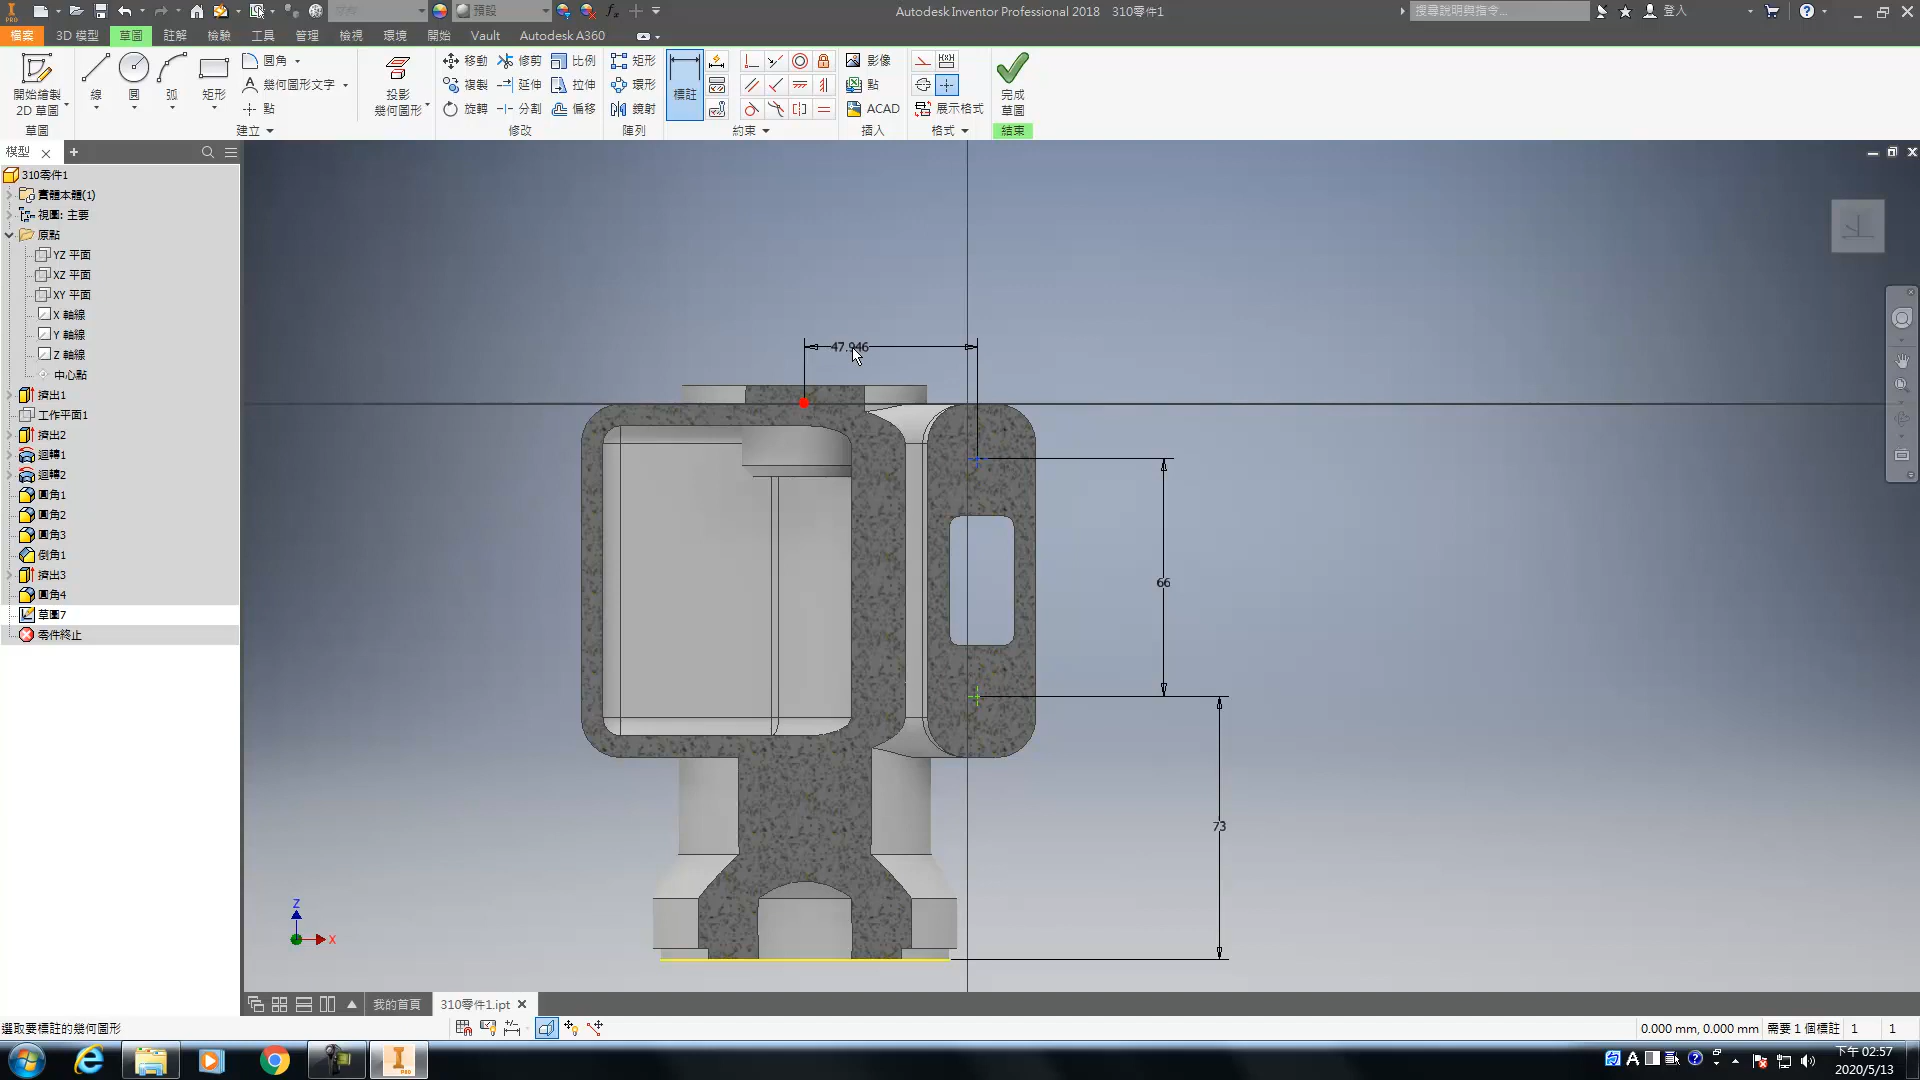 Autodesk Inventor Professional 2018 310零件1
搜尋說明與指令...
登入
預設
檔案 3D 模型 草圖 註解 檢驗 工具 管理 檢視 環境 開始 Vault Autodesk A360
開始繪製
2D 草圖
草圖
線 圓 弧 矩形
圓角
幾何圖形文字
點
建立
投影
幾何圖形
移動 修剪 比例
複製 延伸 拉伸
旋轉 分割 偏移
修改
矩形
環形
鏡射
陣列
標註
約束
影像
點
ACAD
插入
展示格式
格式
完成
草圖
結束
模型
310零件1
實體本體(1)
視圖: 主要
原點
YZ 平面
XZ 平面
XY 平面
X 軸線
Y 軸線
Z 軸線
中心點
擠出1
工作平面1
擠出2
迴轉1
迴轉2
圓角1
圓角2
圓角3
倒角1
擠出3
圓角4
草圖7
零件終止
47.946
66
73
Z
X
我的首頁 310零件1.ipt
選取要標註的幾何圖形
0.000 mm, 0.000 mm 需要 1 個標註 1 1
下午 02:57
2020/5/13